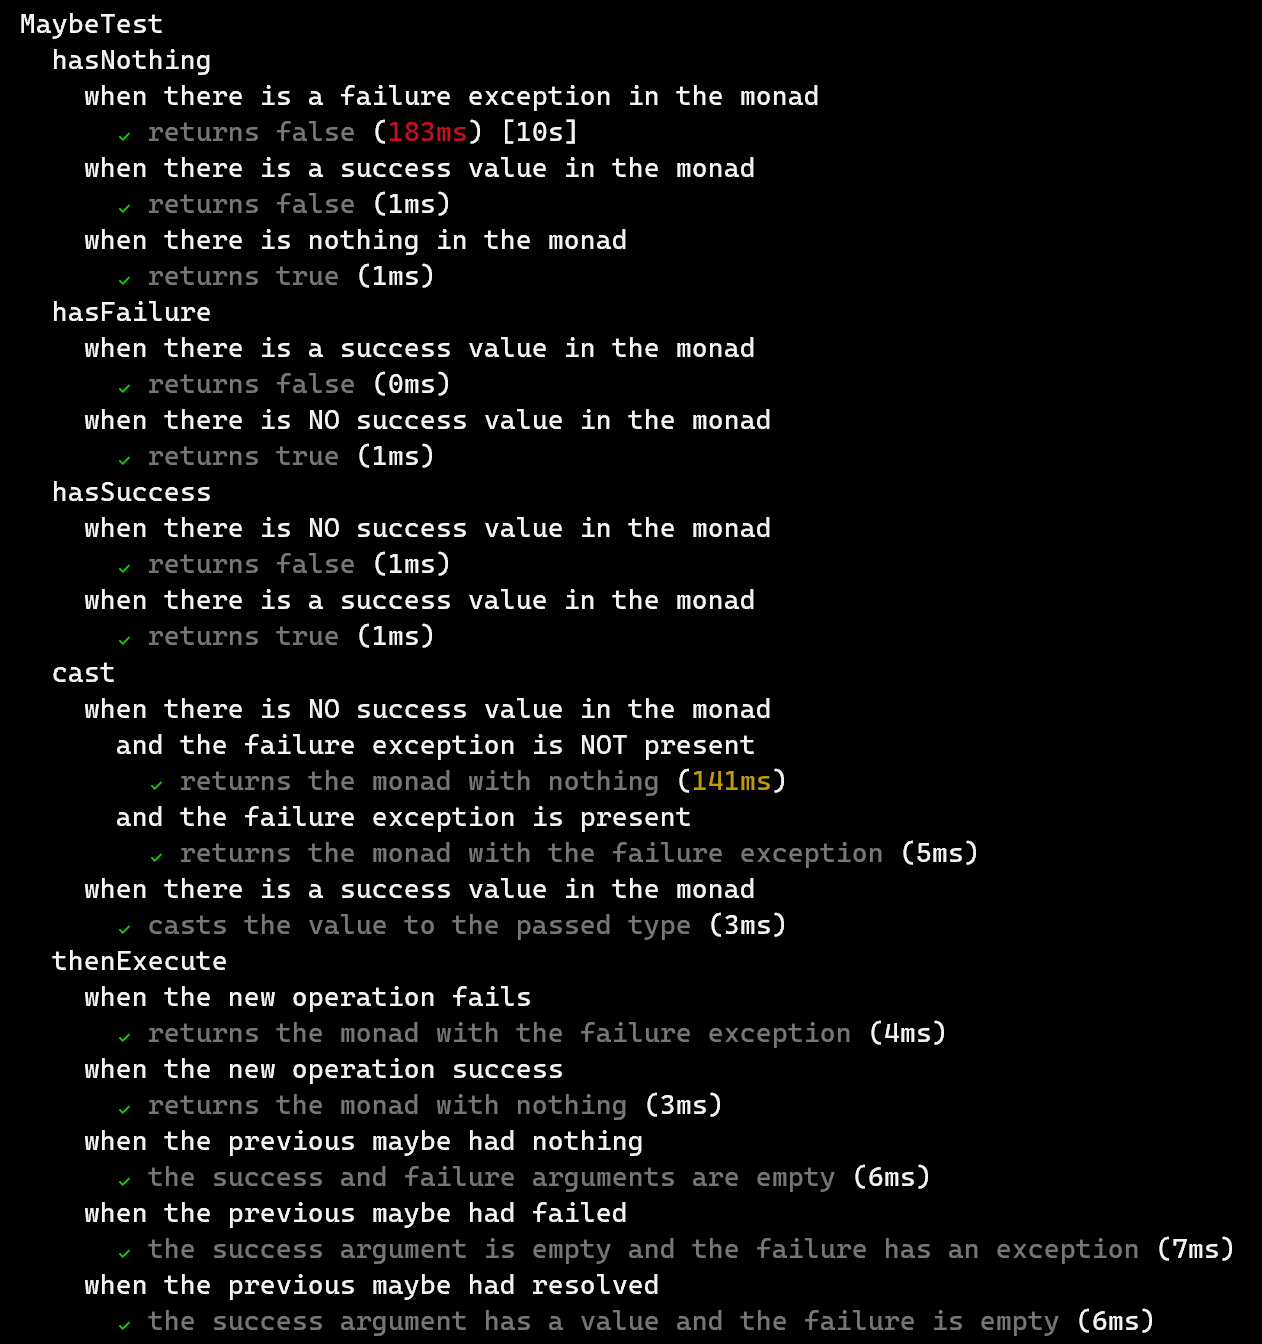 MaybeTest
hasNothing
when there is a failure exception in the monad
✓ returns false (183ms) [10s]
when there is a success value in the monad
✓ returns false (1ms)
when there is nothing in the monad
✓ returns true (1ms)
hasFailure
when there is a success value in the monad
✓ returns false (0ms)
when there is NO success value in the monad
✓ returns true (1ms)
hasSuccess
when there is NO success value in the monad
✓ returns false (1ms)
when there is a success value in the monad
✓ returns true (1ms)
cast
when there is NO success value in the monad
and the failure exception is NOT present
✓ returns the monad with nothing (141ms)
and the failure exception is present
✓ returns the monad with the failure exception (5ms)
when there is a success value in the monad
✓ casts the value to the passed type (3ms)
thenExecute
when the new operation fails
✓ returns the monad with the failure exception (4ms)
when the new operation success
✓ returns the monad with nothing (3ms)
when the previous maybe had nothing
✓ the success and failure arguments are empty (6ms)
when the previous maybe had failed
✓ the success argument is empty and the failure has an exception (7ms)
when the previous maybe had resolved
✓ the success argument has a value and the failure is empty (6ms)